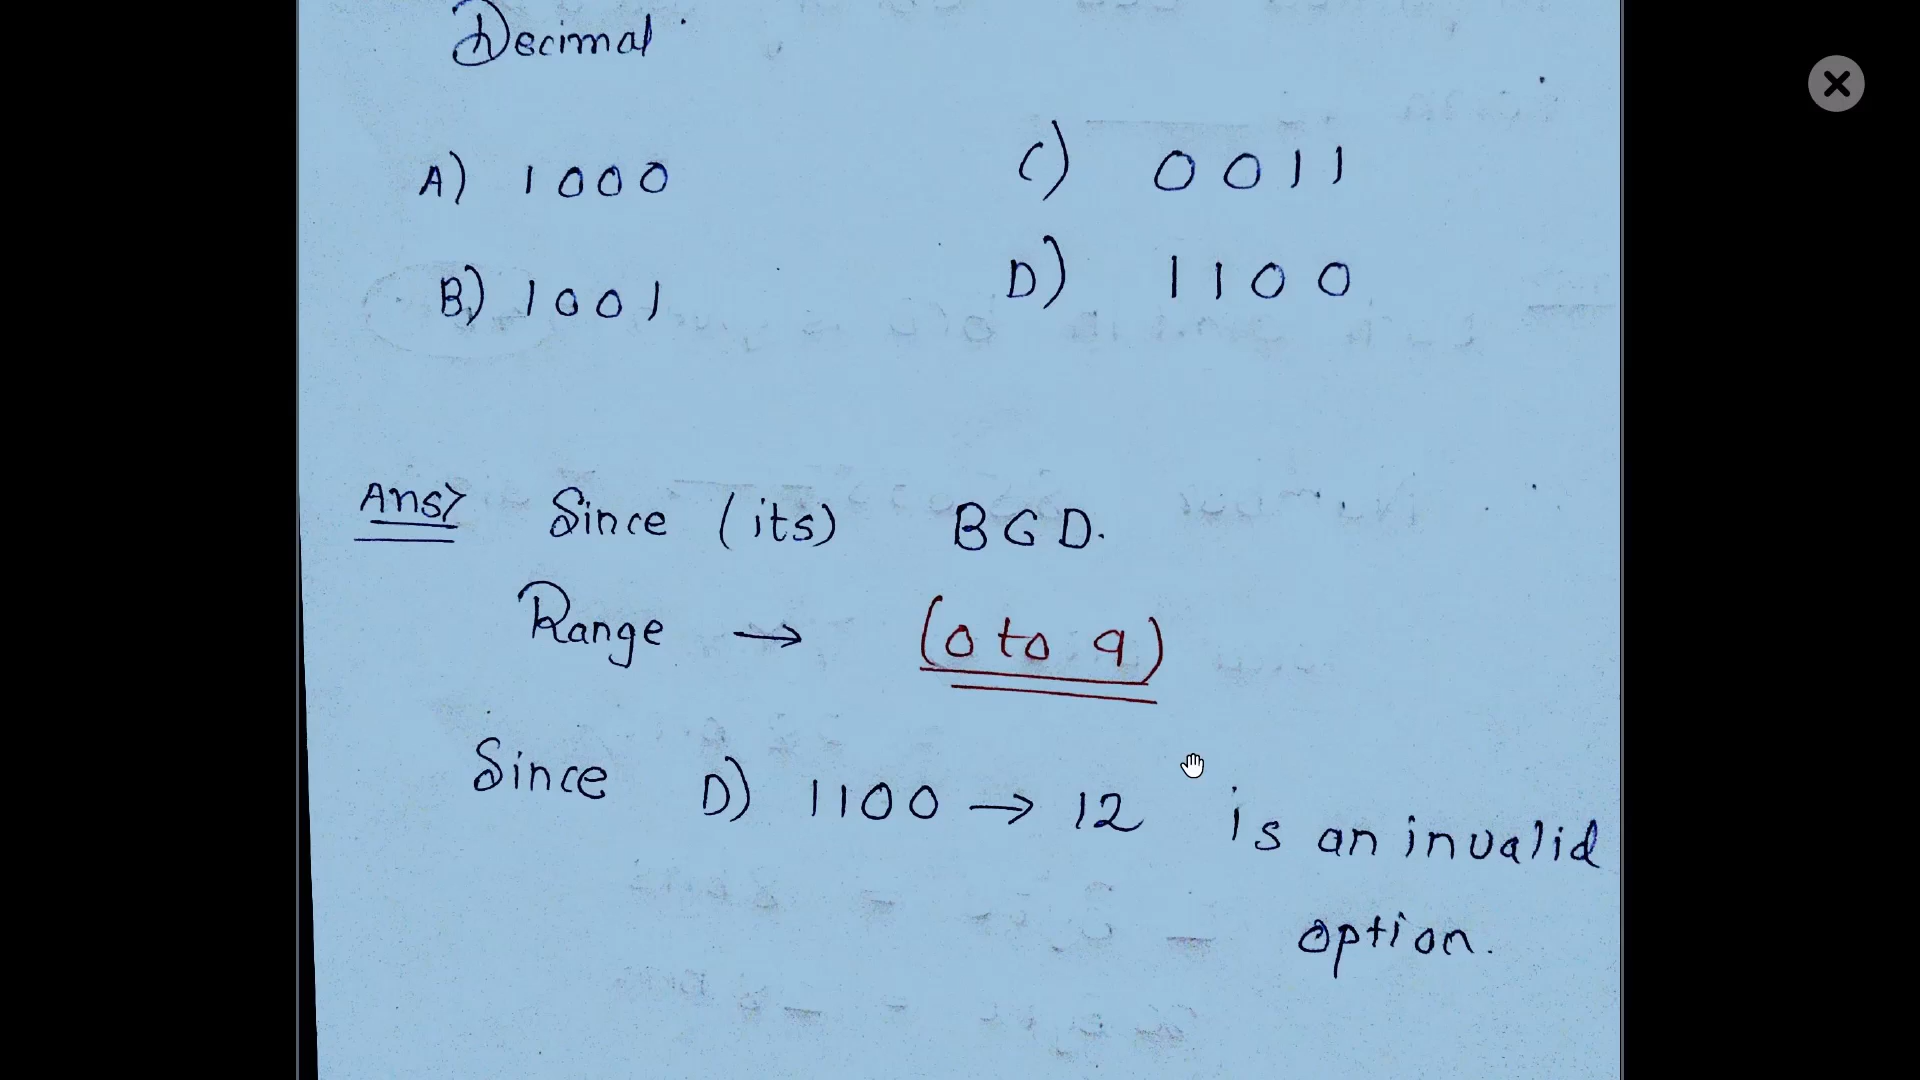 Decimal
A) 1000
C) 0011
B) 1001
D) 1100
Ans> Since (its) BCD.
Range → (0 to 9)
Since D) 1100 → 12 is an invalid
option.